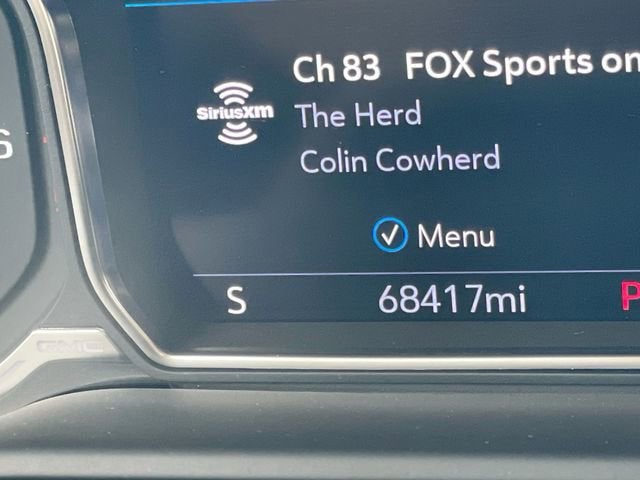 Ch 83 FOX Sports on
SiriusXM
The Herd
Colin Cowherd
Menu
S 68417mi P
GMC